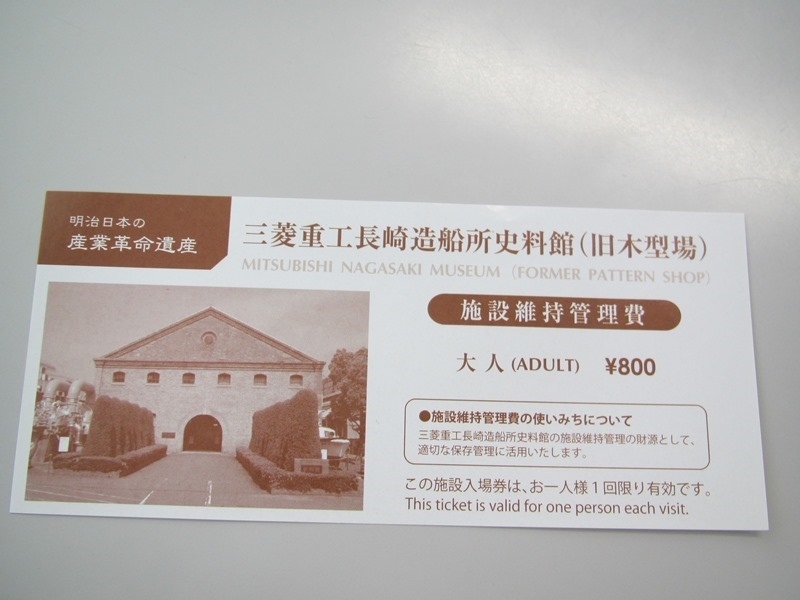 明治日本の
産業革命遺産
三菱重工長崎造船所史料館(旧木型場)
MITSUBISHI NAGASAKI MUSEUM (FORMER PATTERN SHOP)
施設維持管理費
大人 (ADULT) ¥800
●施設維持管理費の使いみちについて
三菱重工長崎造船所史料館の施設維持管理の財源として、
適切な保存管理に活用いたします。
この施設入場券は、お一人様1回限り有効です。
This ticket is valid for one person each visit.